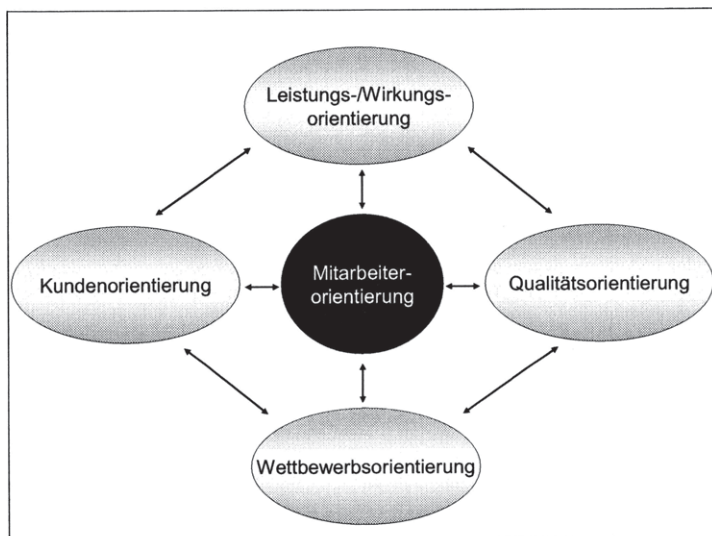 Leistungs-/Wirkungs-
orientierung
Kundenorientierung
Mitarbeiter-
orientierung
Qualitätsorientierung
Wettbewerbsorientierung